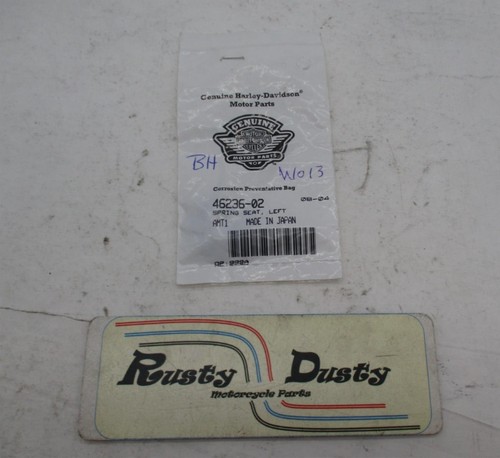 Genuine Harley-Davidson®
Motor Parts
GENUINE
MOTOR PARTS
BH
W013
Corrosion Preventative Bag
46236-02 08-04
SPRING SEAT, LEFT
AMT1 MADE IN JAPAN
Rusty Dusty
Motorcycle Parts